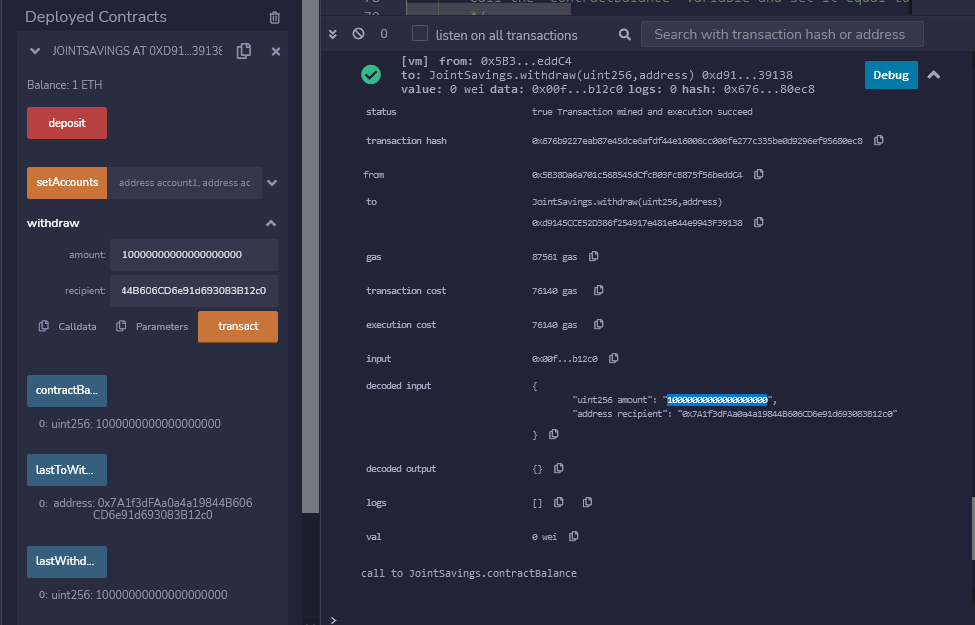 Deployed Contracts
JOINTSAVINGS AT 0XD91...39138
Balance: 1 ETH
deposit
setAccounts
address account1, address ac
withdraw
amount:
10000000000000000000
recipient:
44B606CD6e91d693083B12c0
Calldata
Parameters
transact
contractBa...
0: uint256: 1000000000000000000
lastToWit...
0: address: 0x7A1f3dFAa0a4a19844B606
CD6e91d693083B12c0
lastWithd...
0: uint256: 10000000000000000000
0
listen on all transactions
Search with transaction hash or address
[vm] from: 0x5B3...eddC4
to: JointSavings.withdraw(uint256,address) 0xd91...39138
value: 0 wei data: 0x00f...b12c0 logs: 0 hash: 0x676...80ec8
Debug
status true Transaction mined and execution succeed
transaction hash 0x676b9227eab87e45dce6afdf44e16006cc006fe277c335be0d9296ef95680ec8
from 0x5B38Da6a701c568545dCfcB03FcB875f56beddC4
to JointSavings.withdraw(uint256,address)
0xd9145CCE52D386f254917e481eB44e9943F39138
gas 87561 gas
transaction cost 76140 gas
execution cost 76140 gas
input 0x00f...b12c0
decoded input {
"uint256 amount": "10000000000000000000",
"address recipient": "0x7A1f3dFAa0a4a19844B606CD6e91d693083B12c0"
}
decoded output {}
logs []
val 0 wei
call to JointSavings.contractBalance
>